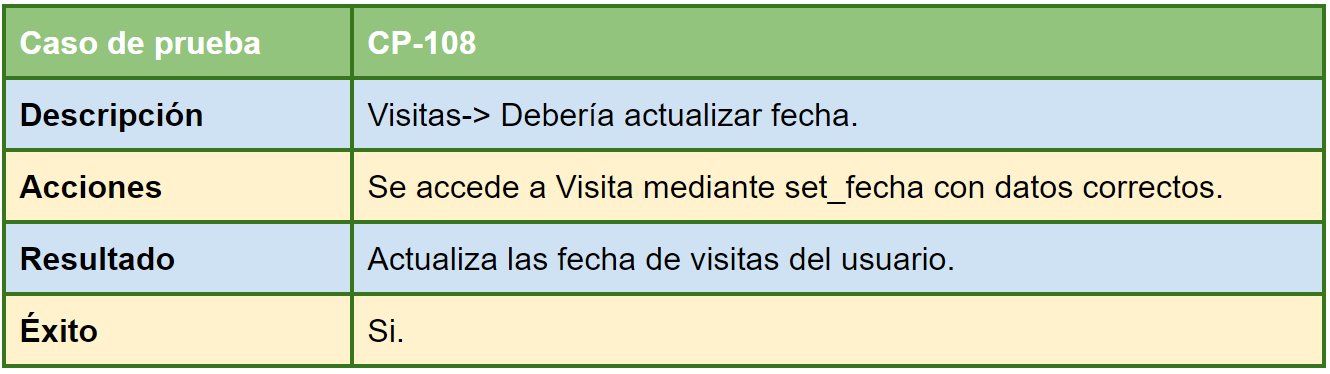 Caso de prueba CP-108
Descripción Visitas-> Debería actualizar fecha.
Acciones Se accede a Visita mediante set_fecha con datos correctos.
Resultado Actualiza las fecha de visitas del usuario.
Éxito Si.